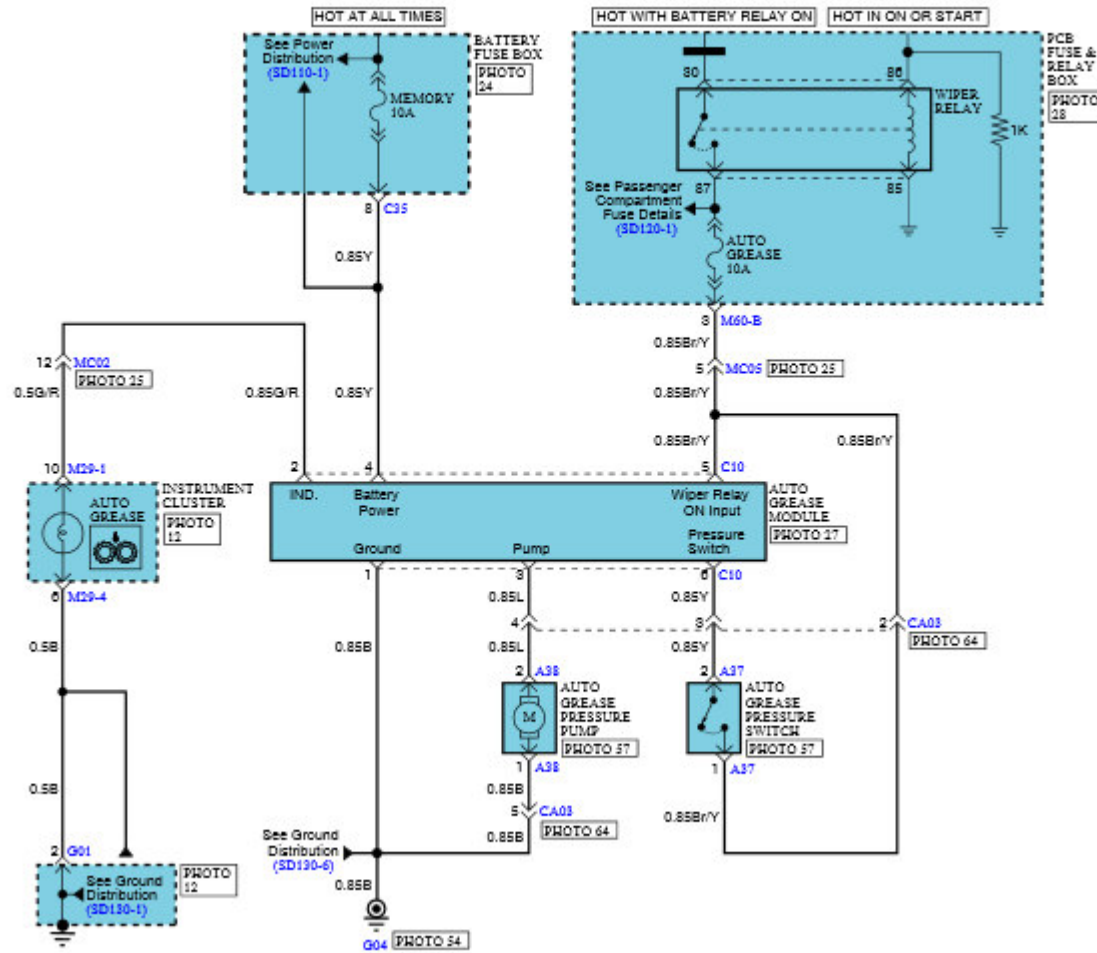 HOT AT ALL TIMES
HOT WITH BATTERY RELAY ON
HOT IN ON OR START
See Power
Distribution
(SD110-1)
MEMORY
10A
BATTERY
FUSE BOX
PHOTO
24
30
86
WIPER
RELAY
1K
PCB
FUSE &
RELAY
BOX
PHOTO
28
87
85
See Passenger
Compartment
Fuse Details
(SD120-1)
AUTO
GREASE
10A
8 C35
0.85Y
3 M60-B
0.85Br/Y
12 MC02
PHOTO 25
5 MC05 PHOTO 25
0.5G/R
0.85G/R
0.85Y
0.85Br/Y
0.85Br/Y
0.85Br/Y
10 M29-1
2
4
5 C10
INSTRUMENT
CLUSTER
PHOTO
12
AUTO
GREASE
IND.
Battery
Power
Wiper Relay
ON Input
AUTO
GREASE
MODULE
PHOTO 27
Ground
Pump
Pressure
Switch
6 M29-4
1
3
6 C10
0.85L
0.85Y
4
3
2 CA03
PHOTO 64
0.5B
0.85B
0.85L
0.85Y
2 A38
2 A37
AUTO
GREASE
PRESSURE
PUMP
PHOTO 57
M
AUTO
GREASE
PRESSURE
SWITCH
PHOTO 57
1 A38
1 A37
0.5B
0.85B
5 CA03
PHOTO 64
0.85Br/Y
0.85B
See Ground
Distribution
(SD130-6)
0.85B
2 G01
PHOTO
12
See Ground
Distribution
(SD130-1)
G04 PHOTO 54